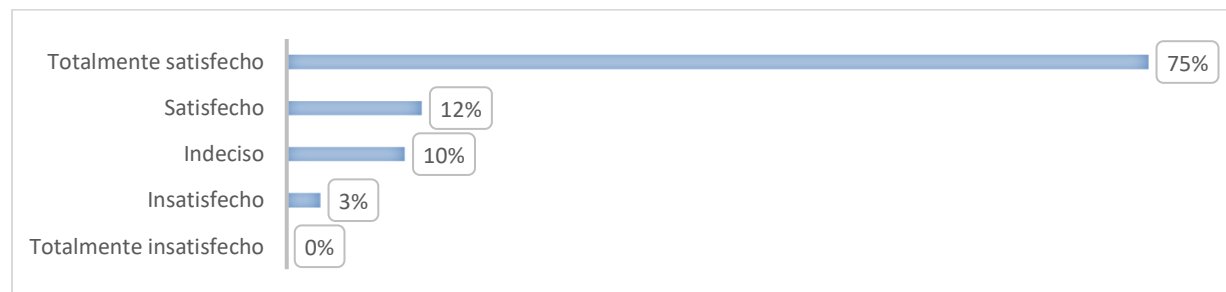 Totalmente satisfecho 75%
Satisfecho 12%
Indeciso 10%
Insatisfecho 3%
Totalmente insatisfecho 0%